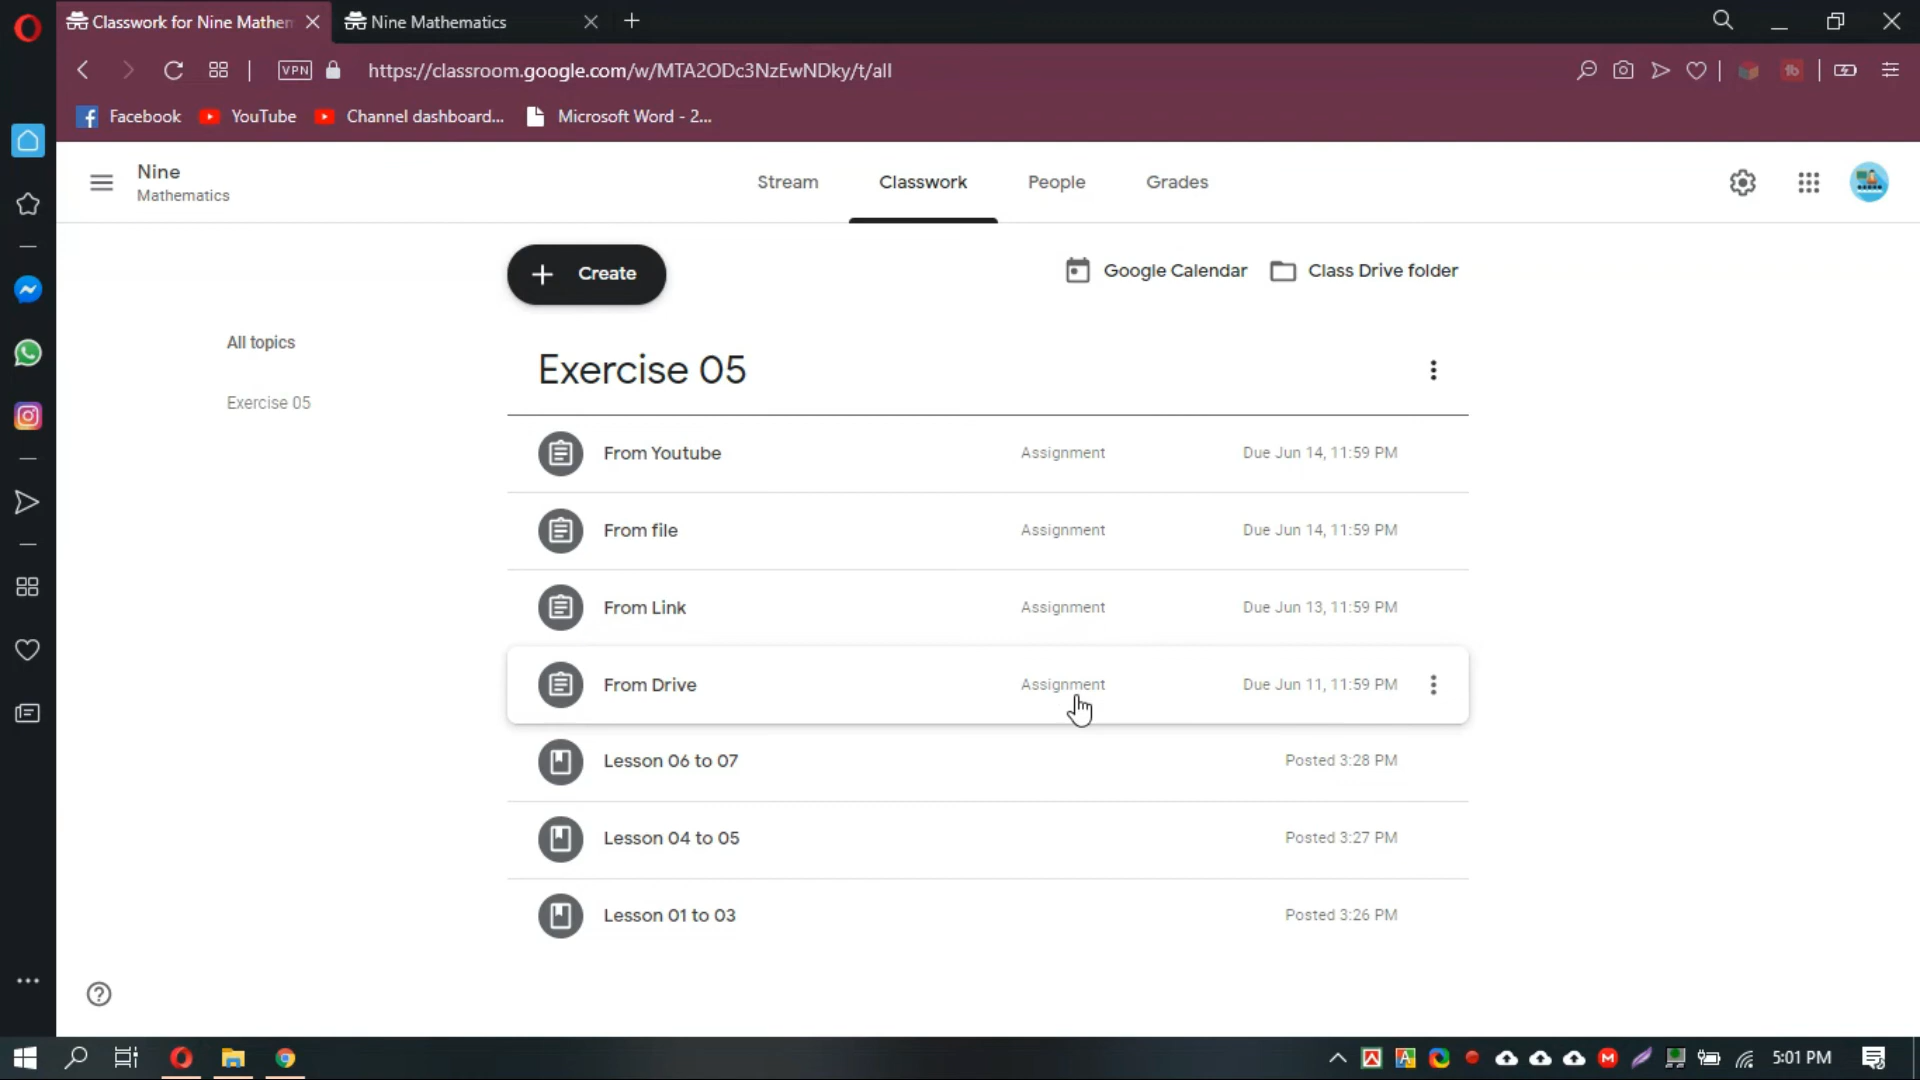 Classwork for Nine Mathem
Nine Mathematics
VPN
https://classroom.google.com/w/MTA2ODc3NzEwNDky/t/all
Facebook
YouTube
Channel dashboard...
Microsoft Word - 2...
Nine
Mathematics
Stream
Classwork
People
Grades
Create
Google Calendar
Class Drive folder
All topics
Exercise 05
Exercise 05
From Youtube Assignment Due Jun 14, 11:59 PM
From file Assignment Due Jun 14, 11:59 PM
From Link Assignment Due Jun 13, 11:59 PM
From Drive Assignment Due Jun 11, 11:59 PM
Lesson 06 to 07 Posted 3:28 PM
Lesson 04 to 05 Posted 3:27 PM
Lesson 01 to 03 Posted 3:26 PM
5:01 PM